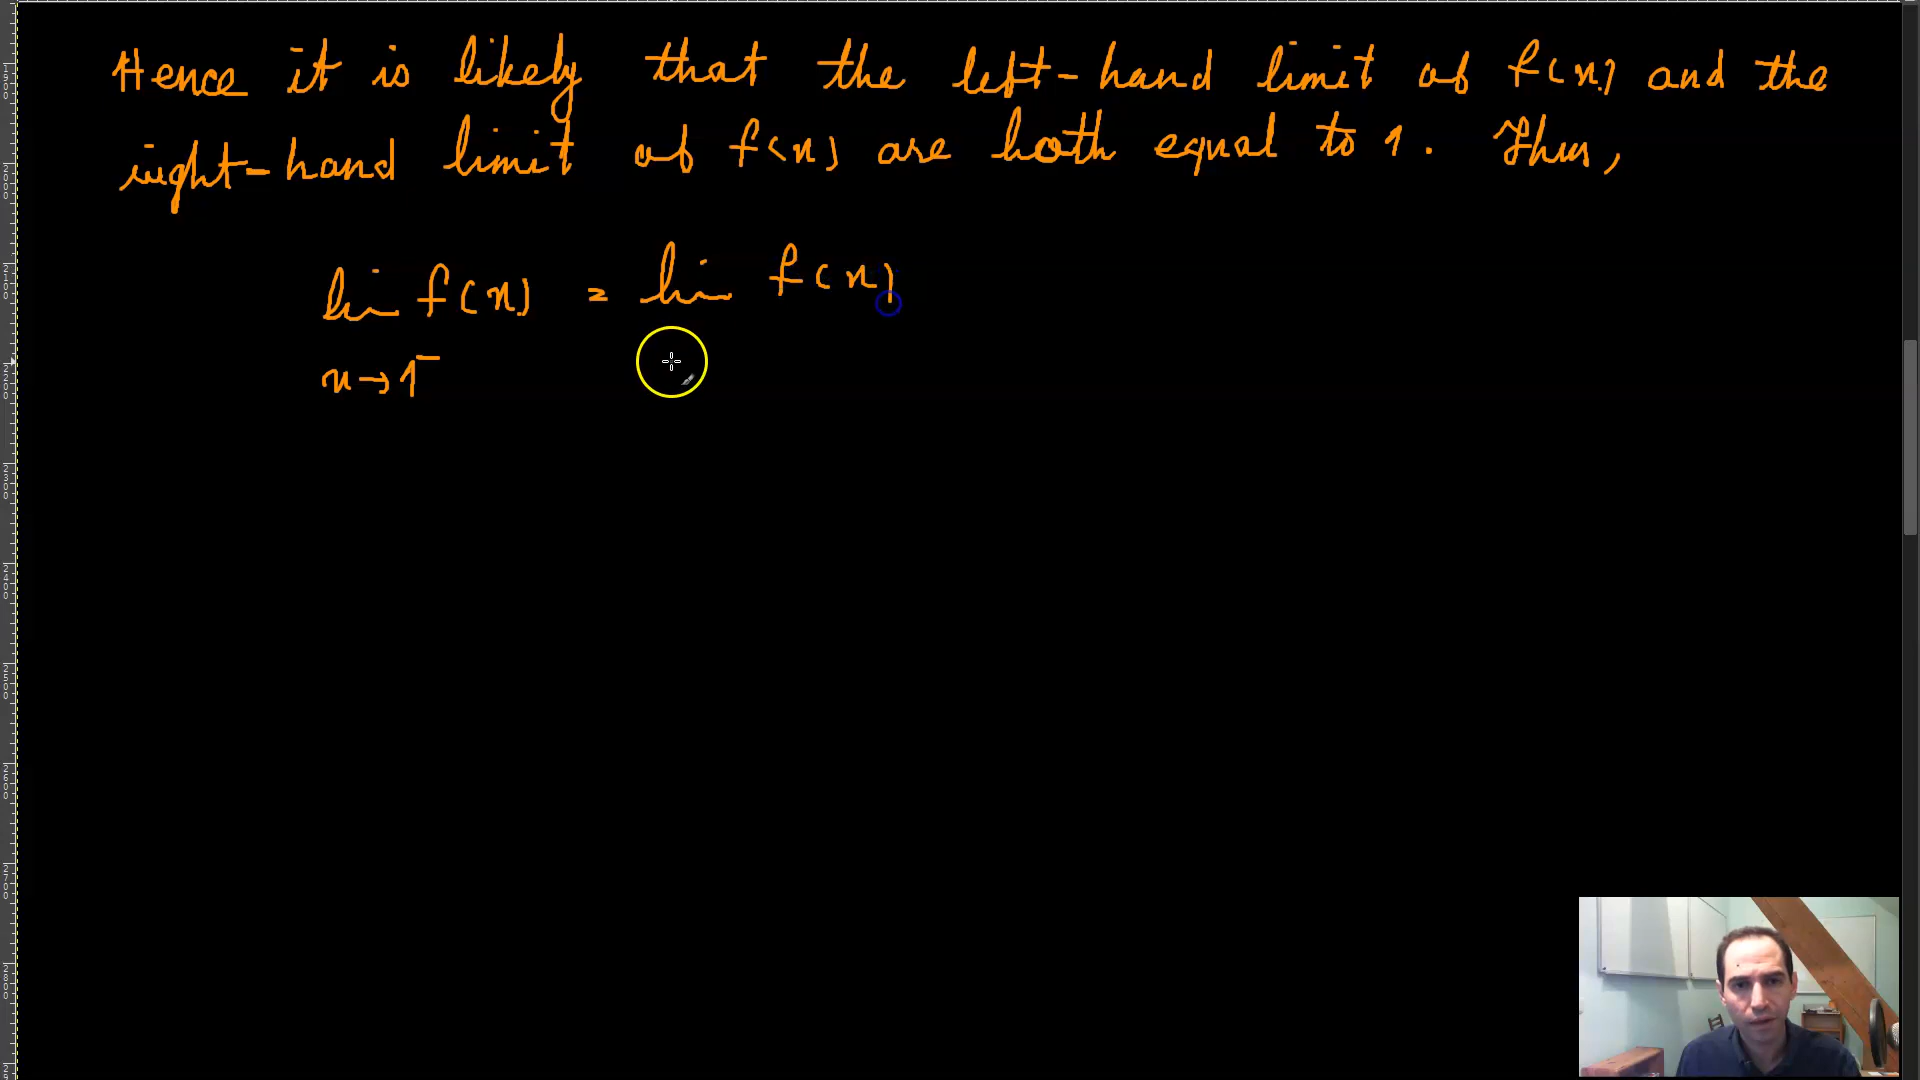 Hence it is likely that the left-hand limit of f(x) and the
right-hand limit of f(x) are both equal to 1. Thus,
lim f(x) = lim f(x)
x→1⁻